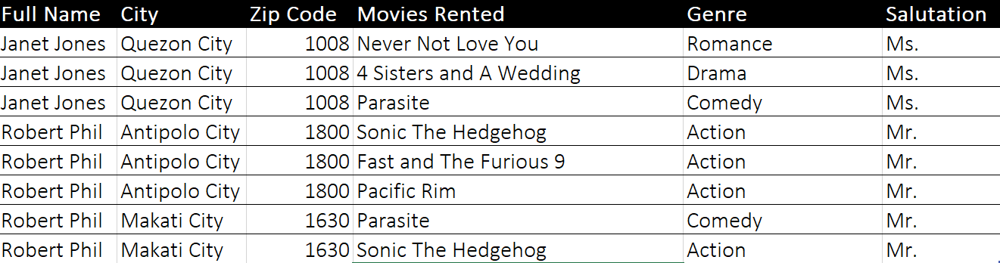 Full Name City Zip Code Movies Rented Genre Salutation
Janet Jones Quezon City 1008 Never Not Love You Romance Ms.
Janet Jones Quezon City 1008 4 Sisters and A Wedding Drama Ms.
Janet Jones Quezon City 1008 Parasite Comedy Ms.
Robert Phil Antipolo City 1800 Sonic The Hedgehog Action Mr.
Robert Phil Antipolo City 1800 Fast and The Furious 9 Action Mr.
Robert Phil Antipolo City 1800 Pacific Rim Action Mr.
Robert Phil Makati City 1630 Parasite Comedy Mr.
Robert Phil Makati City 1630 Sonic The Hedgehog Action Mr.